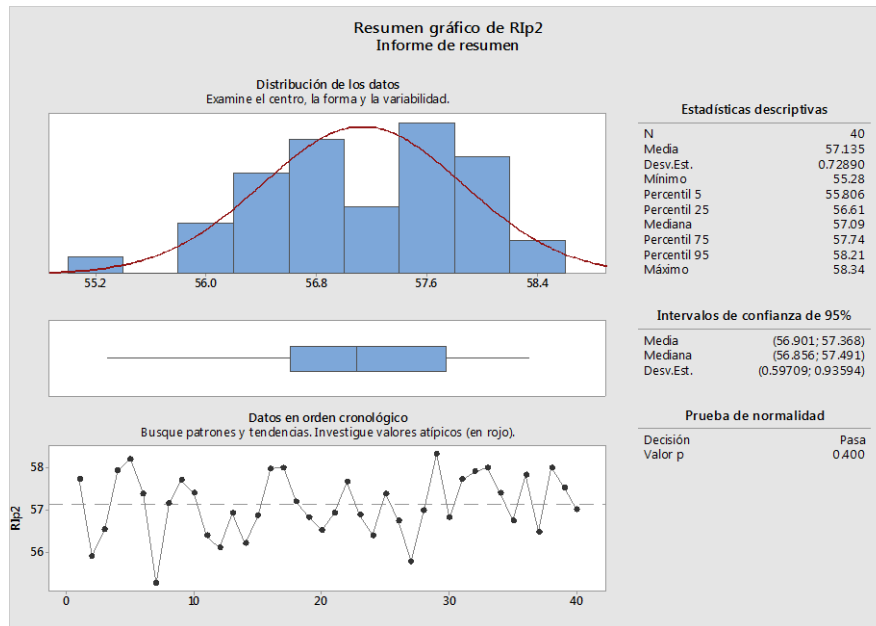 Resumen gráfico de RIp2
Informe de resumen
Distribución de los datos
Examine el centro, la forma y la variabilidad.
55.2 56.0 56.8 57.6 58.4
Datos en orden cronológico
Busque patrones y tendencias. Investigue valores atípicos (en rojo).
58
57
56
RIp2
0 10 20 30 40
Estadísticas descriptivas
N 40
Media 57.135
Desv.Est. 0.72890
Mínimo 55.28
Percentil 5 55.806
Percentil 25 56.61
Mediana 57.09
Percentil 75 57.74
Percentil 95 58.21
Máximo 58.34
Intervalos de confianza de 95%
Media (56.901; 57.368)
Mediana (56.856; 57.491)
Desv.Est. (0.59709; 0.93594)
Prueba de normalidad
Decisión Pasa
Valor p 0.400